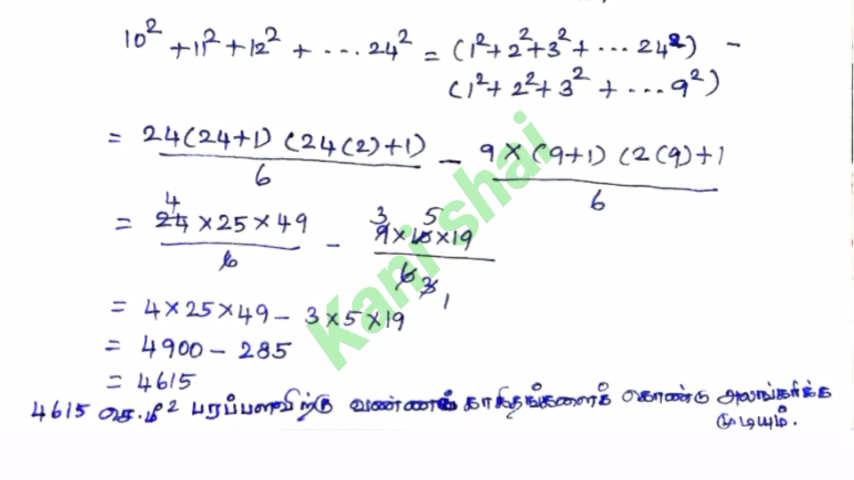 10² + 11² + 12² + ... 24² = (1² + 2² + 3² + ... 24²) -
(1² + 2² + 3² + ... 9²)
= 24(24+1) (24(2)+1) / 6 - 9 × (9+1) (2(9)+1 / 6
= 24 × 25 × 49 / 6 - 9 × 10 × 19 / 6
4
3 5
3 1
= 4 × 25 × 49 - 3 × 5 × 19
= 4900 - 285
= 4615
4615 செ.மீ² பரப்பளவிற்கு வண்ணக் காகிதங்களைக் கொண்டு அலங்கரிக்க
முடியும்.
Kani shai